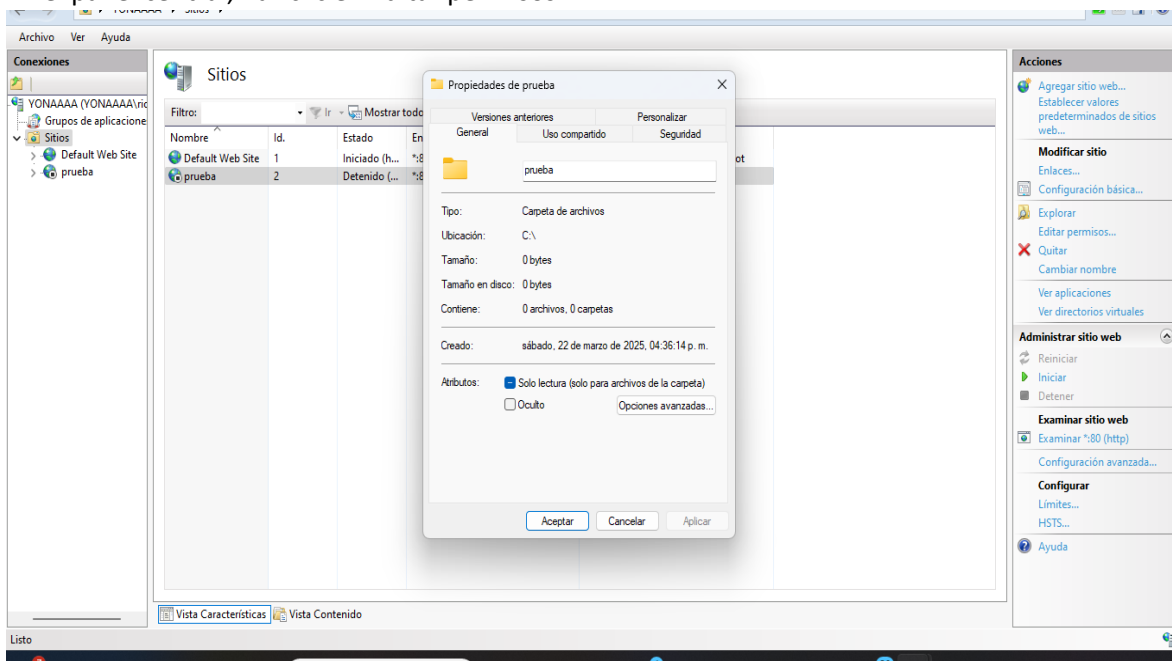 Archivo Ver Ayuda
Conexiones
YONAAAA (YONAAAA\ric
Grupos de aplicacione
Sitios
Default Web Site
prueba
Sitios
Filtro: Ir Mostrar todo
Nombre Id. Estado En
Default Web Site 1 Iniciado (h... *:8 ot
prueba 2 Detenido (... *:8
Propiedades de prueba
Versiones anteriores Personalizar
General Uso compartido Seguridad
prueba
Tipo: Carpeta de archivos
Ubicación: C:\
Tamaño: 0 bytes
Tamaño en disco: 0 bytes
Contiene: 0 archivos, 0 carpetas
Creado: sábado, 22 de marzo de 2025, 04:36:14 p. m.
Atributos: Solo lectura (solo para archivos de la carpeta)
Oculto Opciones avanzadas...
Aceptar Cancelar Aplicar
Vista Características Vista Contenido
Listo
Acciones
Agregar sitio web...
Establecer valores
predeterminados de sitios
web...
Modificar sitio
Enlaces...
Configuración básica...
Explorar
Editar permisos...
Quitar
Cambiar nombre
Ver aplicaciones
Ver directorios virtuales
Administrar sitio web
Reiniciar
Iniciar
Detener
Examinar sitio web
Examinar *:80 (http)
Configuración avanzada...
Configurar
Límites...
HSTS...
Ayuda